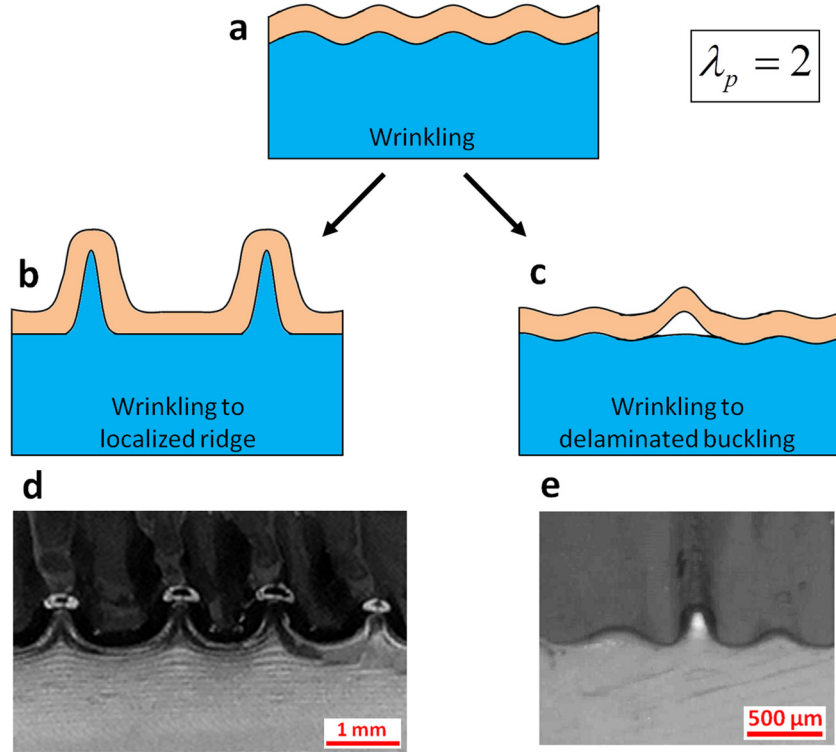 a
λp = 2
Wrinkling
b
c
Wrinkling to
localized ridge
Wrinkling to
delaminated buckling
d
e
1 mm
500 µm